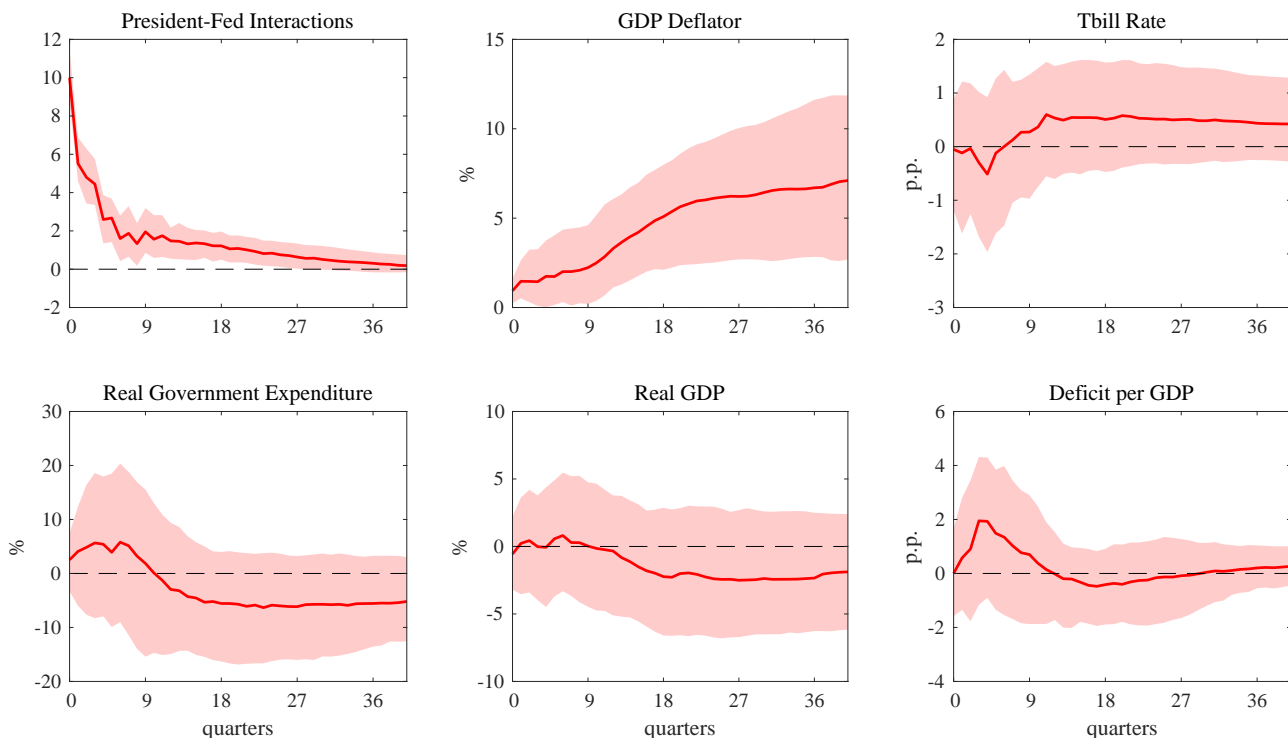 President-Fed Interactions
12
10
8
6
4
2
0
-2
0 9 18 27 36
GDP Deflator
%
15
10
5
0
0 9 18 27 36
Tbill Rate
p.p.
2
1
0
-1
-2
-3
0 9 18 27 36
Real Government Expenditure
%
30
20
10
0
-10
-20
0 9 18 27 36
quarters
Real GDP
%
10
5
0
-5
-10
0 9 18 27 36
quarters
Deficit per GDP
p.p.
6
4
2
0
-2
-4
0 9 18 27 36
quarters